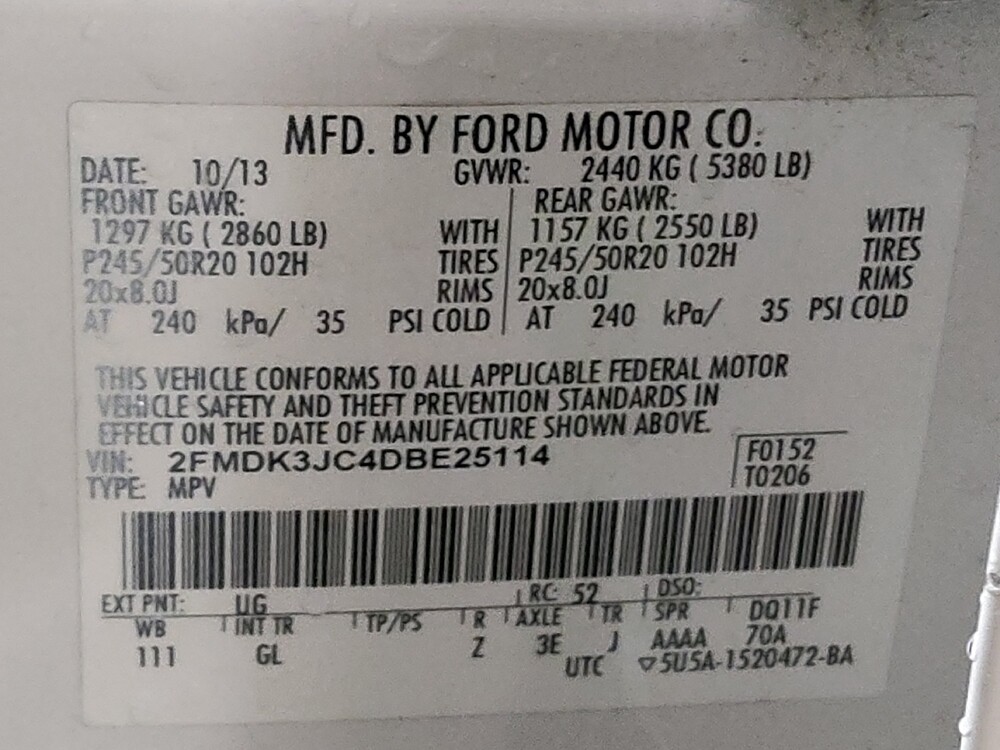 MFD. BY FORD MOTOR CO.
DATE: 10/13 GVWR: 2440 KG ( 5380 LB)
FRONT GAWR: REAR GAWR:
1297 KG ( 2860 LB) WITH 1157 KG ( 2550 LB) WITH
P245/50R20 102H TIRES P245/50R20 102H TIRES
20x8.0J RIMS 20x8.0J RIMS
AT 240 kPa/ 35 PSI COLD AT 240 kPa/ 35 PSI COLD
THIS VEHICLE CONFORMS TO ALL APPLICABLE FEDERAL MOTOR
VEHICLE SAFETY AND THEFT PREVENTION STANDARDS IN
EFFECT ON THE DATE OF MANUFACTURE SHOWN ABOVE.
VIN: 2FMDK3JC4DBE25114 F0152
TYPE: MPV T0206
EXT PNT: UG RC: 52 DSO:
WB INT TR TP/PS R AXLE TR SPR DQ11F
111 GL Z 3E J AAAA 70A
UTC ▽5U5A-1520472-BA